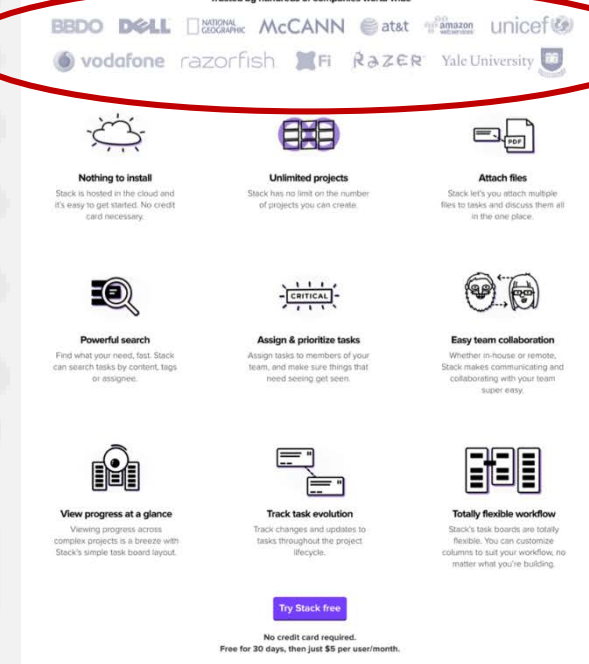 Trusted by hundreds of companies world-wide
BBDO DELL NATIONAL GEOGRAPHIC McCANN at&t amazon webservices unicef
vodafone razorfish Fi RAZER Yale University
PDF
Nothing to install
Stack is hosted in the cloud and
it's easy to get started. No credit
card necessary.
Unlimited projects
Stack has no limit on the number
of projects you can create.
Attach files
Stack let's you attach multiple
files to tasks and discuss them all
in the one place.
CRITICAL
Powerful search
Find what your need, fast. Stack
can search tasks by content, tags
or assignee.
Assign & prioritize tasks
Assign tasks to members of your
team, and make sure things that
need seeing get seen.
Easy team collaboration
Whether in-house or remote,
Stack makes communicating and
collaborating with your team
super easy.
View progress at a glance
Viewing progress across
complex projects is a breeze with
Stack's simple task board layout.
Track task evolution
Track changes and updates to
tasks throughout the project
lifecycle.
Totally flexible workflow
Stack's task boards are totally
flexible. You can customize
columns to suit your workflow, no
matter what you're building.
Try Stack free
No credit card required.
Free for 30 days, then just $5 per user/month.